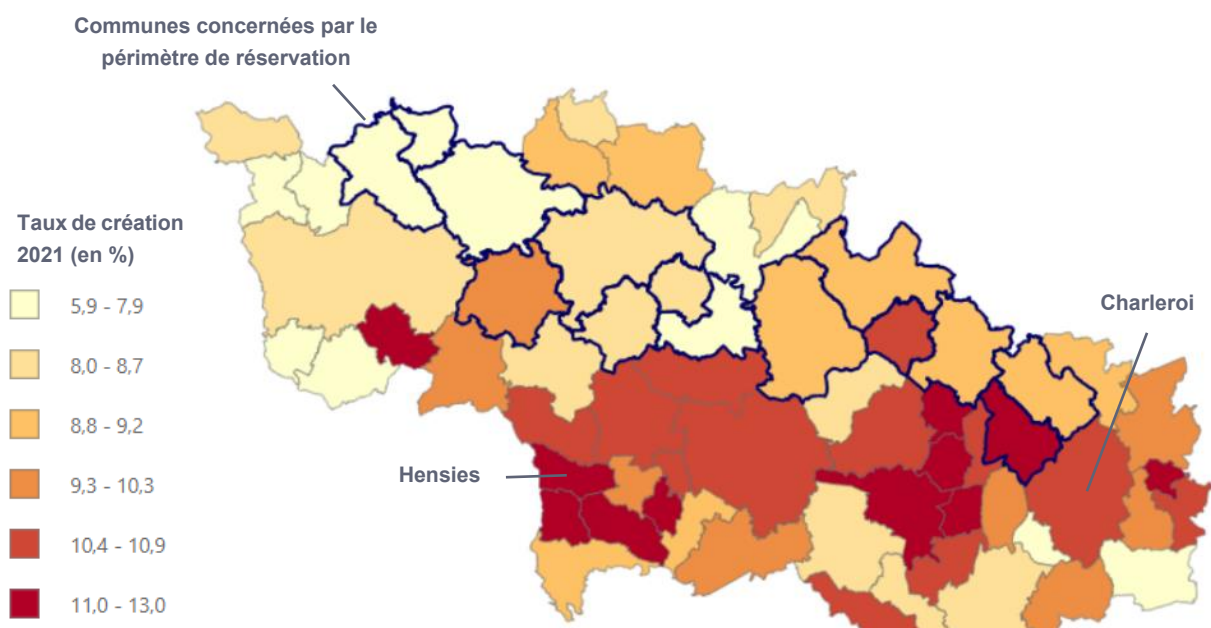 Communes concernées par le
périmètre de réservation
Taux de création
2021 (en %)
5,9 - 7,9
8,0 - 8,7
8,8 - 9,2
9,3 - 10,3
10,4 - 10,9
11,0 - 13,0
Charleroi
Hensies